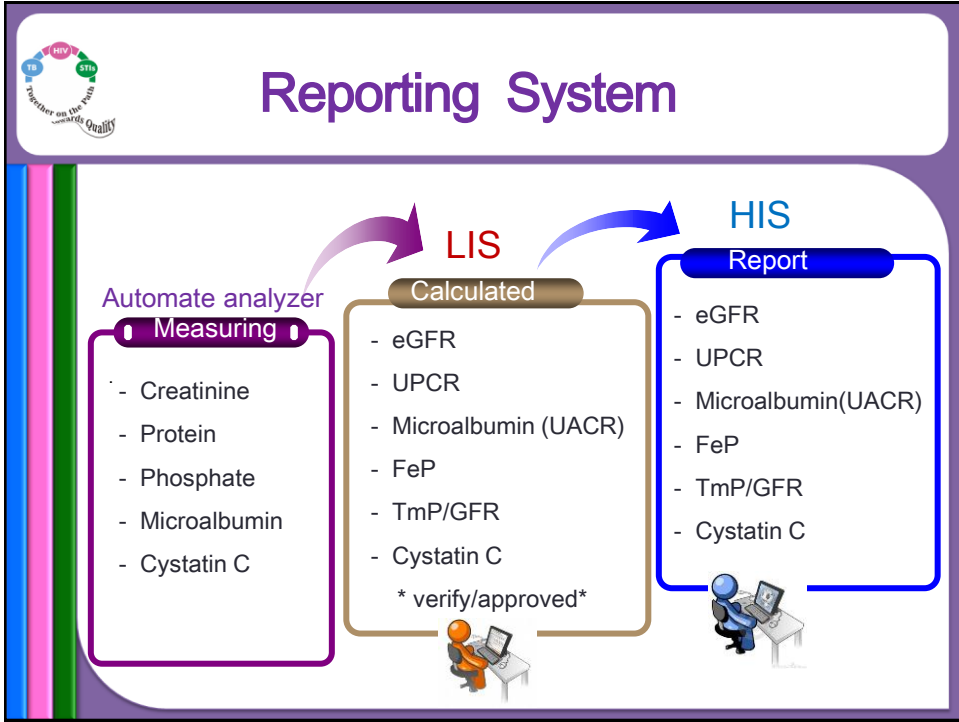 TB
HIV
STIs
Together on the Path
towards Quality
Reporting System
Automate analyzer
Measuring
- Creatinine
- Protein
- Phosphate
- Microalbumin
- Cystatin C
LIS
Calculated
- eGFR
- UPCR
- Microalbumin (UACR)
- FeP
- TmP/GFR
- Cystatin C
* verify/approved*
HIS
Report
- eGFR
- UPCR
- Microalbumin(UACR)
- FeP
- TmP/GFR
- Cystatin C